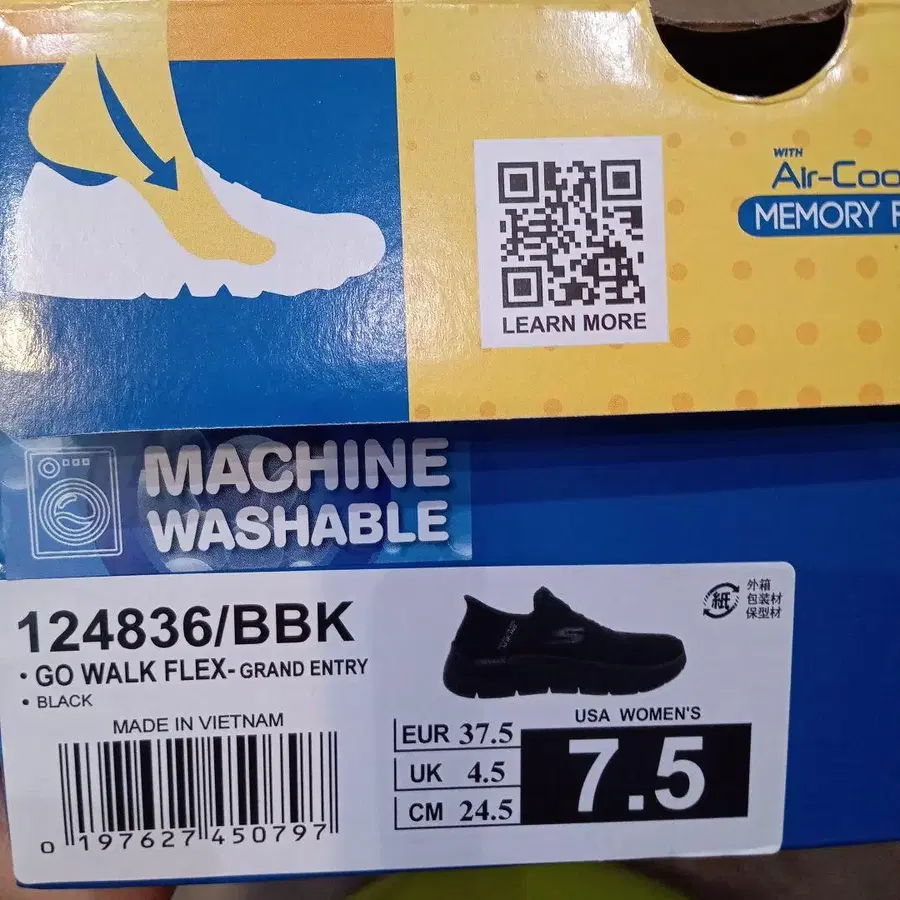 WITH
Air-Coo
MEMORY F
LEARN MORE
MACHINE
WASHABLE
124836/BBK
• GO WALK FLEX- GRAND ENTRY
• BLACK
MADE IN VIETNAM
0 197627 450797
紙
外箱
包装材
保型材
EUR 37.5
UK 4.5
CM 24.5
USA WOMEN'S
7.5